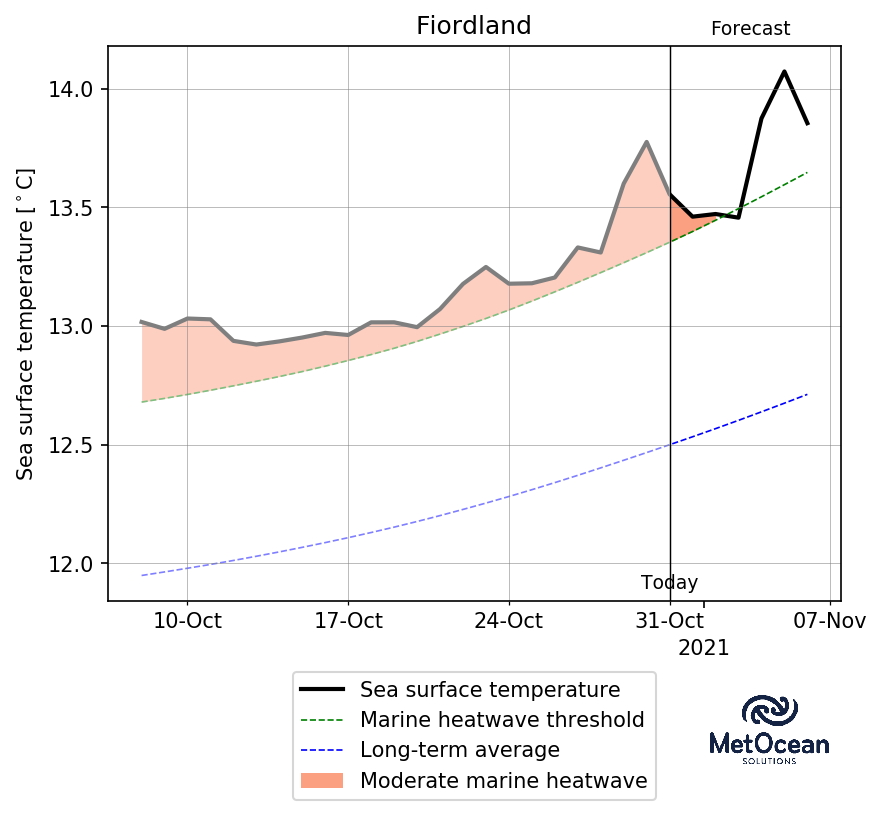 Fiordland
Forecast
Sea surface temperature [°C]
14.0
13.5
13.0
12.5
12.0
Today
10-Oct 17-Oct 24-Oct 31-Oct 07-Nov
2021
Sea surface temperature
Marine heatwave threshold
Long-term average
Moderate marine heatwave
MetOcean
SOLUTIONS